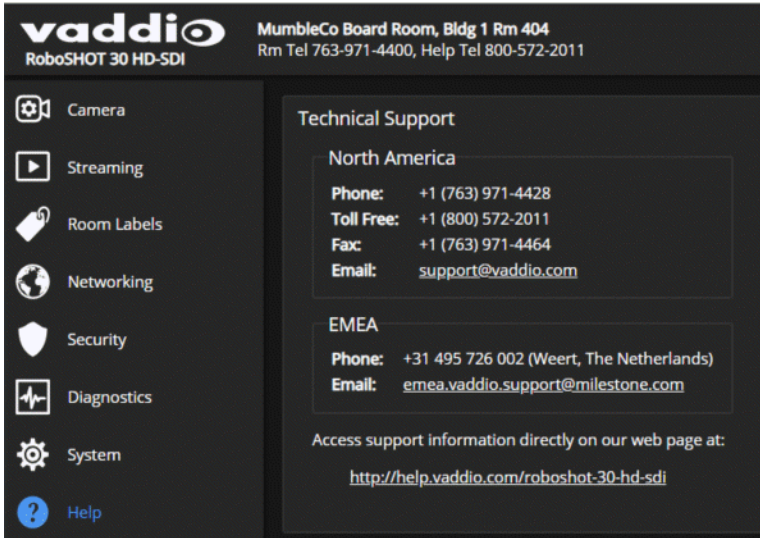 vaddio
RoboSHOT 30 HD-SDI
MumbleCo Board Room, Bldg 1 Rm 404
Rm Tel 763-971-4400, Help Tel 800-572-2011
Camera
Streaming
Room Labels
Networking
Security
Diagnostics
System
? Help
Technical Support
North America
Phone: +1 (763) 971-4428
Toll Free: +1 (800) 572-2011
Fax: +1 (763) 971-4464
Email: support@vaddio.com
EMEA
Phone: +31 495 726 002 (Weert, The Netherlands)
Email: emea.vaddio.support@milestone.com
Access support information directly on our web page at:
http://help.vaddio.com/roboshot-30-hd-sdi